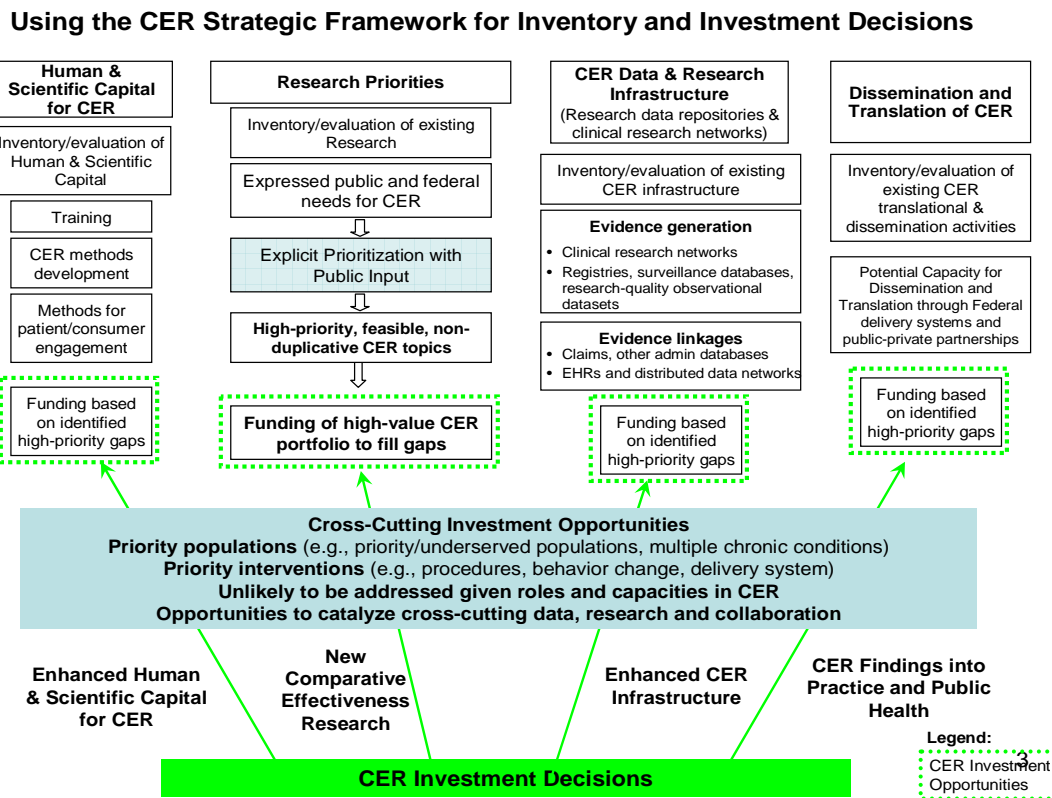 Using the CER Strategic Framework for Inventory and Investment Decisions
Human &
Scientific Capital
for CER
Inventory/evaluation of
Human & Scientific
Capital
Training
CER methods
development
Methods for
patient/consumer
engagement
Funding based
on identified
high-priority gaps
Research Priorities
Inventory/evaluation of existing
Research
Expressed public and federal
needs for CER
Explicit Prioritization with
Public Input
High-priority, feasible, non-
duplicative CER topics
Funding of high-value CER
portfolio to fill gaps
CER Data & Research
Infrastructure
(Research data repositories &
clinical research networks)
Inventory/evaluation of existing
CER infrastructure
Evidence generation
• Clinical research networks
• Registries, surveillance databases,
research-quality observational
datasets
Evidence linkages
• Claims, other admin databases
• EHRs and distributed data networks
Funding based
on identified
high-priority gaps
Dissemination and
Translation of CER
Inventory/evaluation of
existing CER
translational &
dissemination activities
Potential Capacity for
Dissemination and
Translation through Federal
delivery systems and
public-private partnerships
Funding based
on identified
high-priority gaps
Cross-Cutting Investment Opportunities
Priority populations (e.g., priority/underserved populations, multiple chronic conditions)
Priority interventions (e.g., procedures, behavior change, delivery system)
Unlikely to be addressed given roles and capacities in CER
Opportunities to catalyze cross-cutting data, research and collaboration
Enhanced Human
& Scientific Capital
for CER
New
Comparative
Effectiveness
Research
Enhanced CER
Infrastructure
CER Findings into
Practice and Public
Health
CER Investment Decisions
Legend:
CER Investment
Opportunities
3